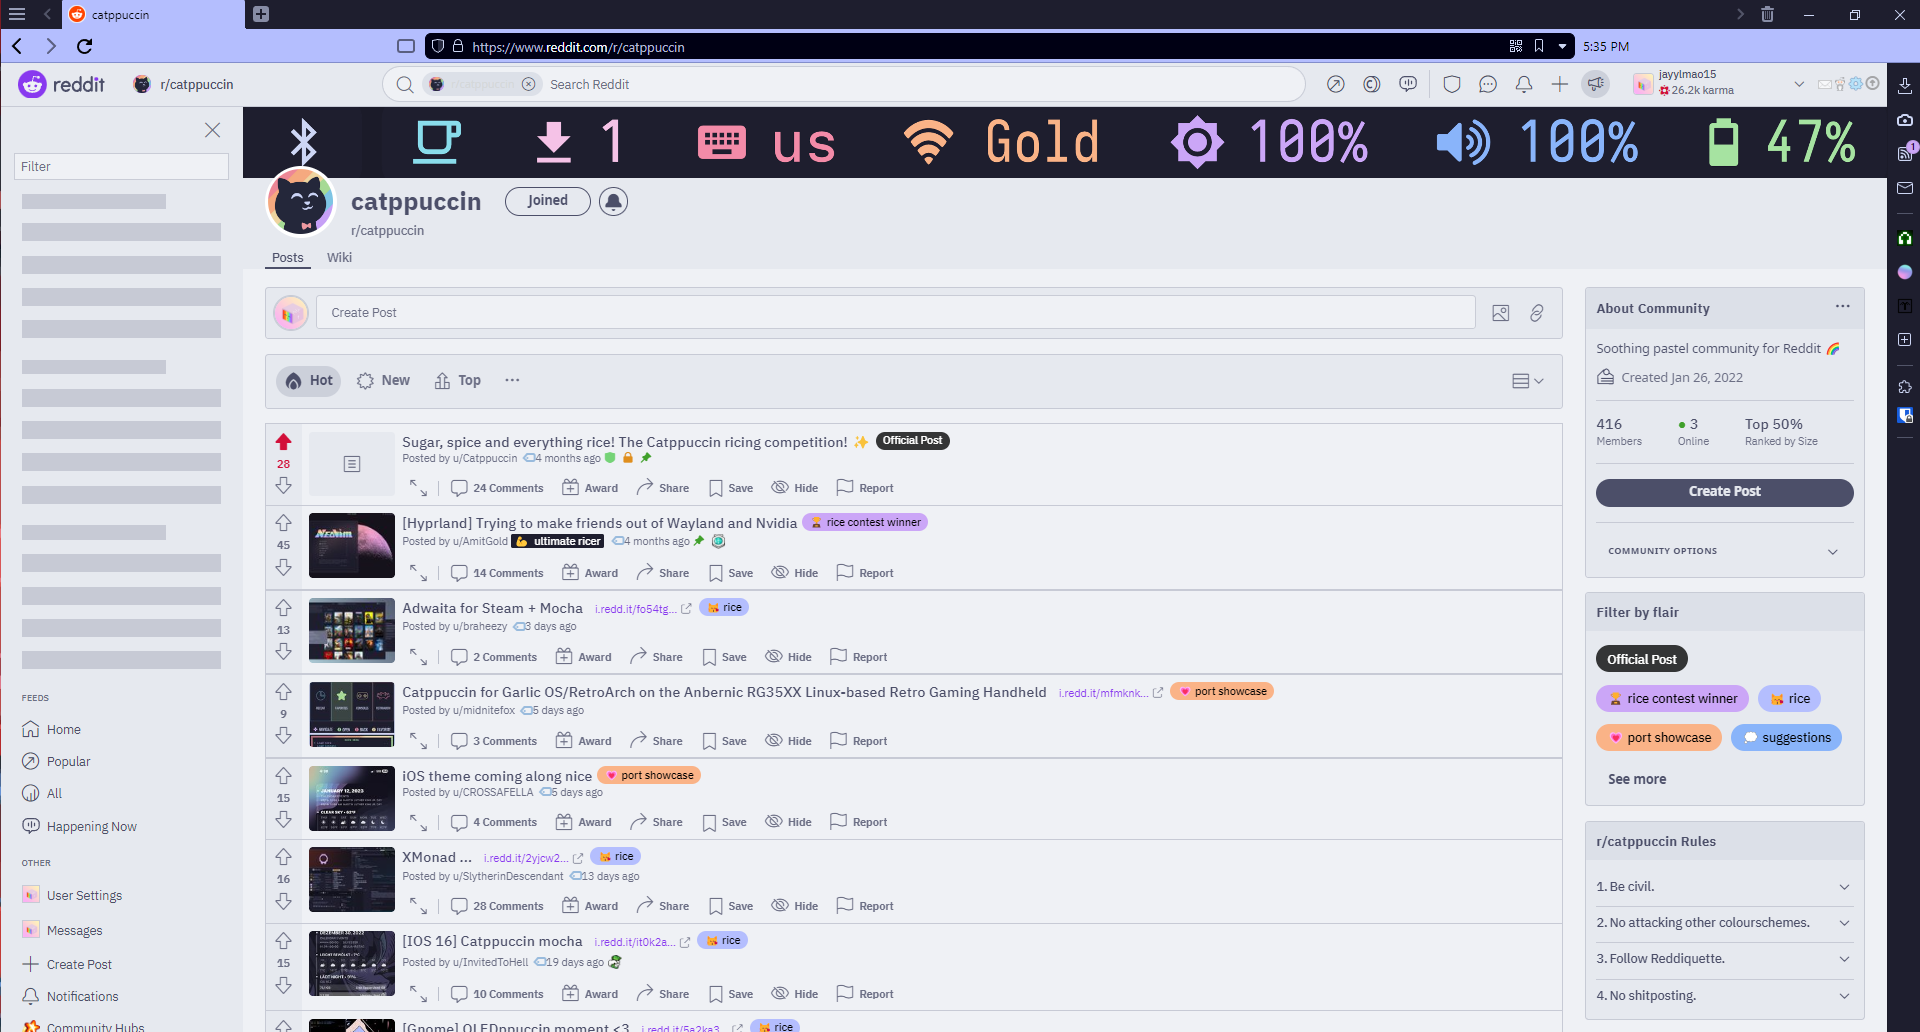 catppuccin
https://www.reddit.com/r/catppuccin
5:35 PM
reddit
r/catppuccin
r/catppuccin
Search Reddit
jayylmao15
26.2k karma
1
Filter
1 us Gold 100% 100% 47%
catppuccin
Joined
r/catppuccin
Posts
Wiki
Create Post
Hot
New
Top
28
Sugar, spice and everything rice! The Catppuccin ricing competition! ✨ Official Post
Posted by u/Catppuccin 4 months ago
24 Comments Award Share Save Hide Report
45
[Hyprland] Trying to make friends out of Wayland and Nvidia rice contest winner
Posted by u/AmitGold 💪 ultimate ricer 4 months ago
Neovim
14 Comments Award Share Save Hide Report
13
Adwaita for Steam + Mocha i.redd.it/fo54tg... rice
Posted by u/braheezy 3 days ago
2 Comments Award Share Save Hide Report
9
Catppuccin for Garlic OS/RetroArch on the Anbernic RG35XX Linux-based Retro Gaming Handheld i.redd.it/mfmknk... port showcase
Posted by u/midnitefox 5 days ago
3 Comments Award Share Save Hide Report
15
iOS theme coming along nice port showcase
Posted by u/CROSSAFELLA 5 days ago
JANUARY 12, 2023
4 Comments Award Share Save Hide Report
16
XMonad ... i.redd.it/2yjcw2... rice
Posted by u/SlytherinDescendant 13 days ago
28 Comments Award Share Save Hide Report
15
[IOS 16] Catppuccin mocha i.redd.it/it0k2a... rice
Posted by u/InvitedToHell 19 days ago
DEZEMBER 30, 2022
10 Comments Award Share Save Hide Report
[Gnome] OLEDppuccin moment <3 i.redd.it/5a2ka3... rice
FEEDS
Home
Popular
All
Happening Now
OTHER
User Settings
Messages
Create Post
Notifications
Community Hubs
About Community
Soothing pastel community for Reddit 🌈
Created Jan 26, 2022
416 3 Top 50%
Members Online Ranked by Size
Create Post
COMMUNITY OPTIONS
Filter by flair
Official Post
rice contest winner rice
port showcase suggestions
See more
r/catppuccin Rules
1. Be civil.
2. No attacking other colourschemes.
3. Follow Reddiquette.
4. No shitposting.